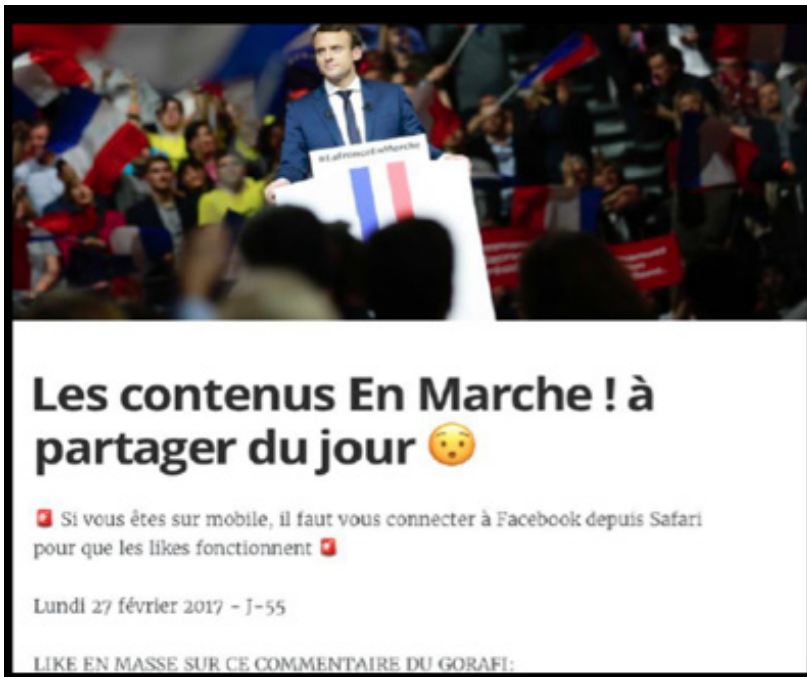 #LaFranceEnMarche
Les contenus En Marche ! à
partager du jour 😯
🚨 Si vous êtes sur mobile, il faut vous connecter à Facebook depuis Safari
pour que les likes fonctionnent 🚨
Lundi 27 février 2017 - J-55
LIKE EN MASSE SUR CE COMMENTAIRE DU GORAFI: